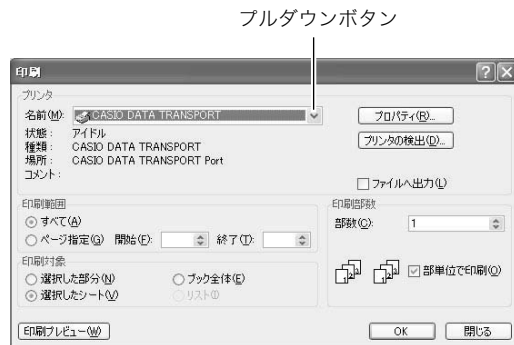 プルダウンボタン
印刷
プリンタ
名前(M): CASIO DATA TRANSPORT
プロパティ(R)...
状態: アイドル
種類: CASIO DATA TRANSPORT
プリンタの検出(D)...
場所: CASIO DATA TRANSPORT Port
コメント:
ファイルへ出力(L)
印刷範囲
すべて(A)
ページ指定(G) 開始(F): 終了(T):
印刷部数
部数(C): 1
部単位で印刷(O)
印刷対象
選択した部分(N) ブック全体(E)
選択したシート(V) リスト(I)
印刷プレビュー(W) OK 閉じる